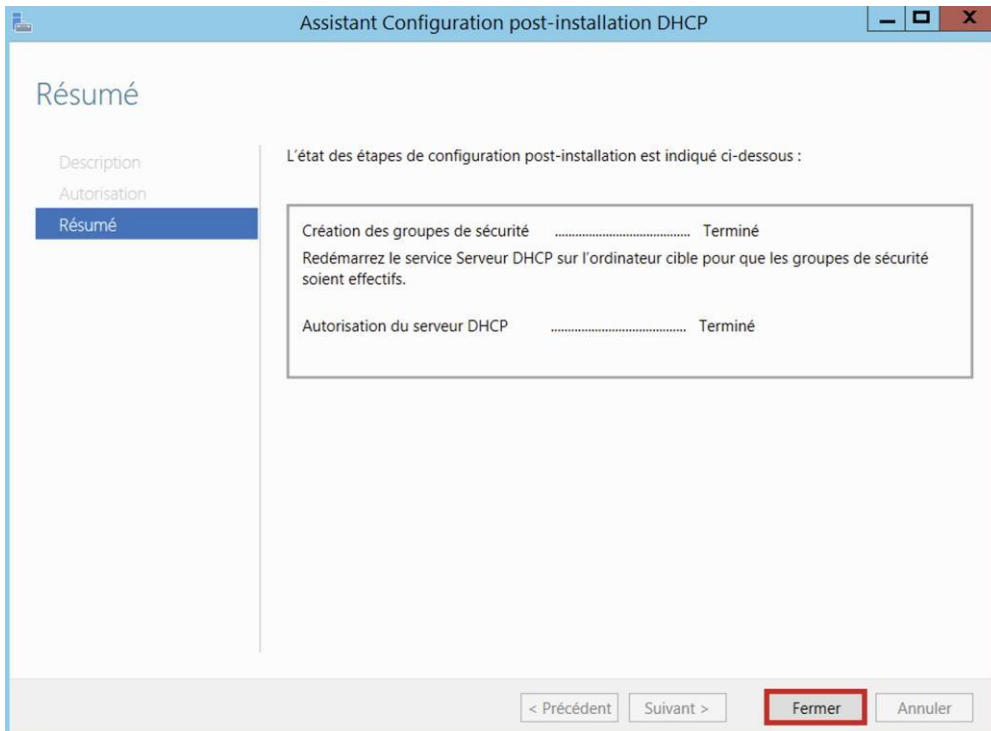 Assistant Configuration post-installation DHCP
Résumé
Description
Autorisation
Résumé
L'état des étapes de configuration post-installation est indiqué ci-dessous :
Création des groupes de sécurité ........................................ Terminé
Redémarrez le service Serveur DHCP sur l'ordinateur cible pour que les groupes de sécurité
soient effectifs.
Autorisation du serveur DHCP ........................................ Terminé
< Précédent
Suivant >
Fermer
Annuler